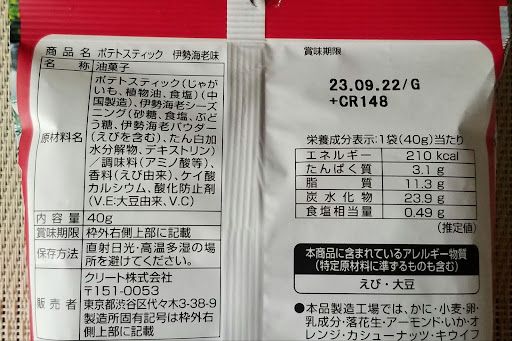 商品名 ポテトスティック 伊勢海老味
名称 油菓子
原材料名 ポテトスティック(じゃが
いも、植物油、食塩)(中
国製造)、伊勢海老シーズ
ニング(砂糖、食塩、ぶど
う糖、伊勢海老パウダー
(えびを含む)、たん白加
水分解物、デキストリン)
/調味料(アミノ酸等)、
香料(えび由来)、ケイ酸
カルシウム、酸化防止剤
(V.E:大豆由来、V.C)
内容量 40g
賞味期限 枠外右側上部に記載
保存方法 直射日光・高温多湿の場
所を避けてください。
販売者 クリート株式会社
〒151-0053
東京都渋谷区代々木3-38-9
製造所固有記号は枠外右
側上部に記載
賞味期限
23.09.22/G
+CR148
栄養成分表示:1袋(40g)当たり
エネルギー 210 kcal
たんぱく質 3.1 g
脂質 11.3 g
炭水化物 23.9 g
食塩相当量 0.49 g
(推定値)
本商品に含まれているアレルギー物質
(特定原材料に準ずるものも含む)
えび・大豆
●本品製造工場では、かに・小麦・卵・
乳成分・落花生・アーモンド・いか・オ
レンジ・カシューナッツ・キウイフ